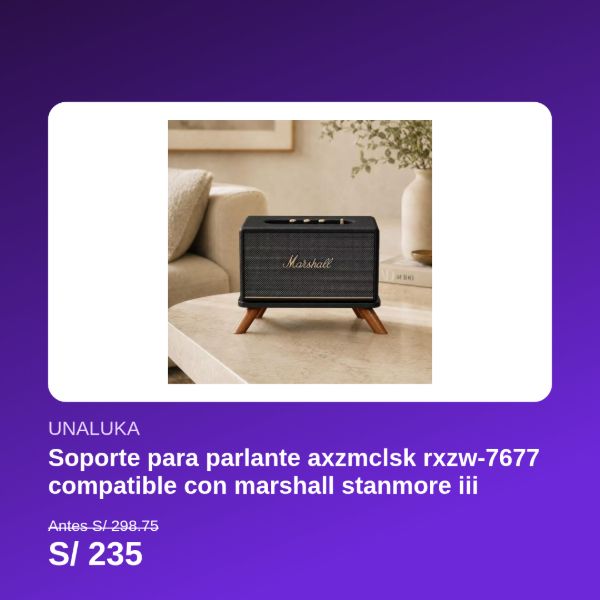 Marshall
UNALUKA
Soporte para parlante axzmclsk rxzw-7677
compatible con marshall stanmore iii
Antes S/ 298.75
S/ 235